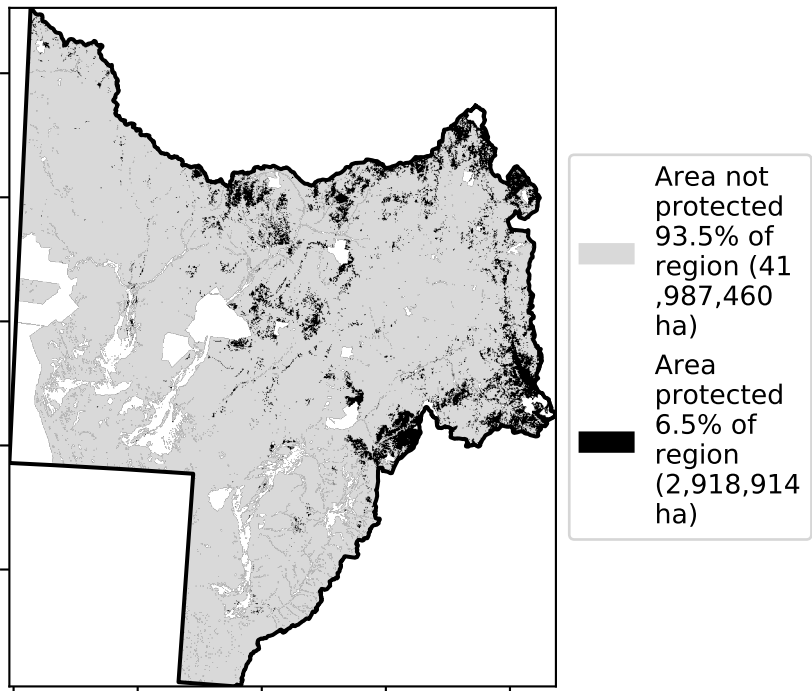 Area not
protected
93.5% of
region (41
,987,460
ha)
Area
protected
6.5% of
region
(2,918,914
ha)